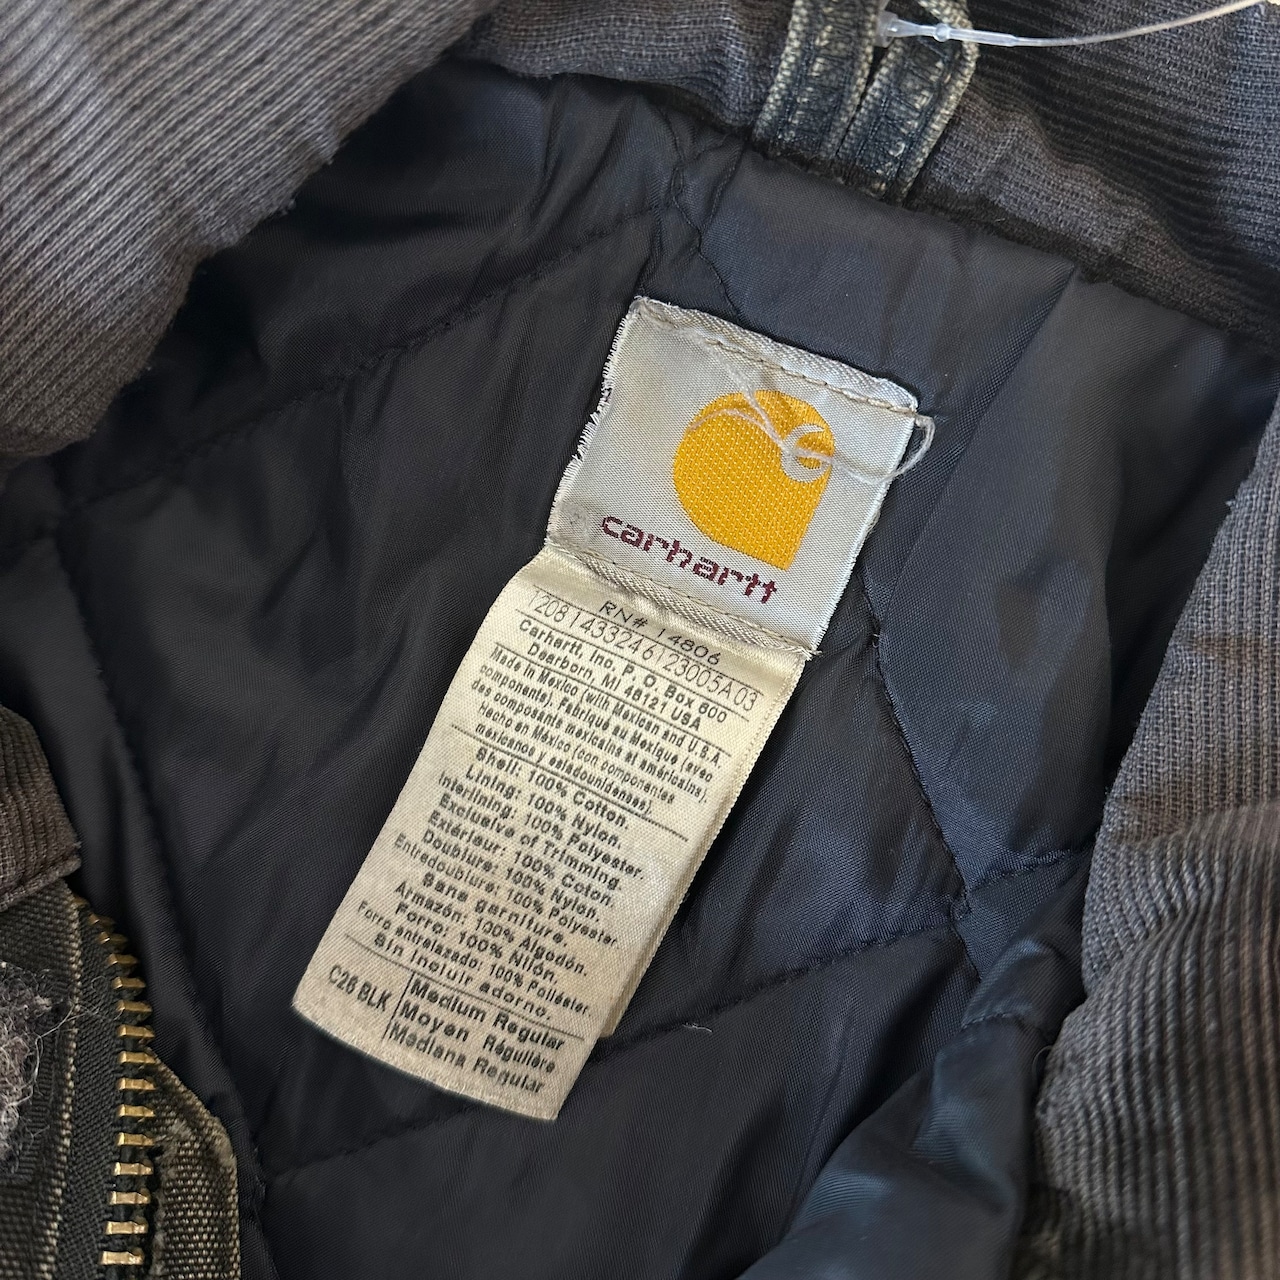 carhartt
RN# 14806
12081433246123005A03
Carhartt, Inc. P. O. Box 600
Dearborn, MI 48121 USA
Made in Mexico (with Mexican and U.S.A
components). Fabriqué au Mexique (avec
des composants mexicains et américains).
Hecho en México (con componentes
mexicanos y estadounidenses).
Shell: 100% Cotton.
Lining: 100% Nylon.
Interlining: 100% Polyester.
Exclusive of Trimming.
Extérieur: 100% Coton.
Doublure: 100% Nylon.
Entredoublure: 100% Polyester.
Sans garniture.
Armazón: 100% Algodón.
Forro: 100% Nilón.
Forro entrelazado: 100% Poliéster.
Sin incluir adorno.
C26 BLK
Medium Regular
Moyen Régulière
Mediana Regular